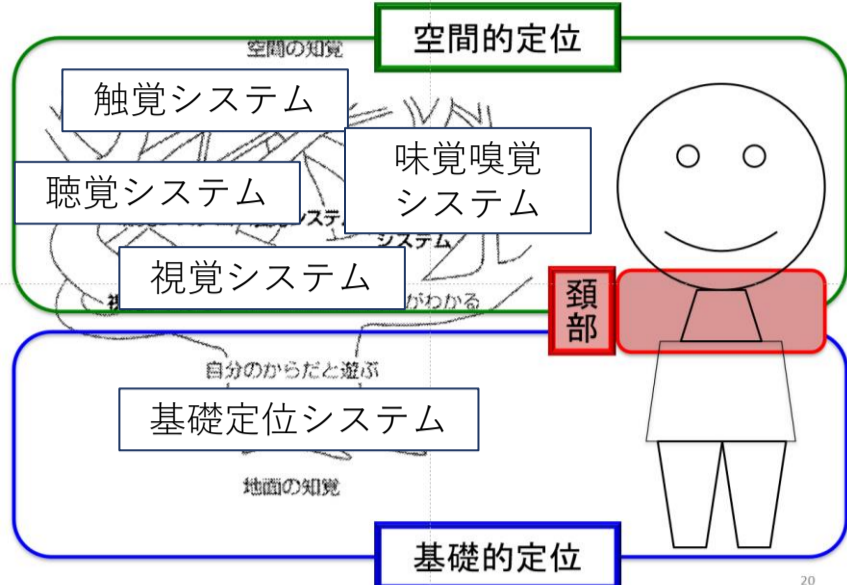 空間的定位
空間の知覚
触覚システム
味覚嗅覚
システム
聴覚システム
システム
視覚システム
がわかる
頚部
自分のからだと遊ぶ
基礎定位システム
地面の知覚
基礎的定位
20